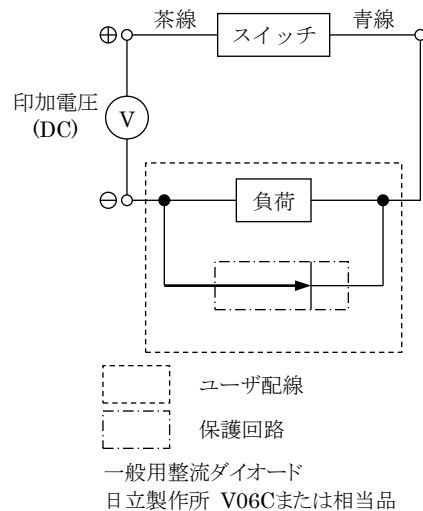 ⊕ 茶線 スイッチ 青線
印加電圧
(DC)
V
⊖
負荷
ユーザ配線
保護回路
一般用整流ダイオード
日立製作所 V06Cまたは相当品